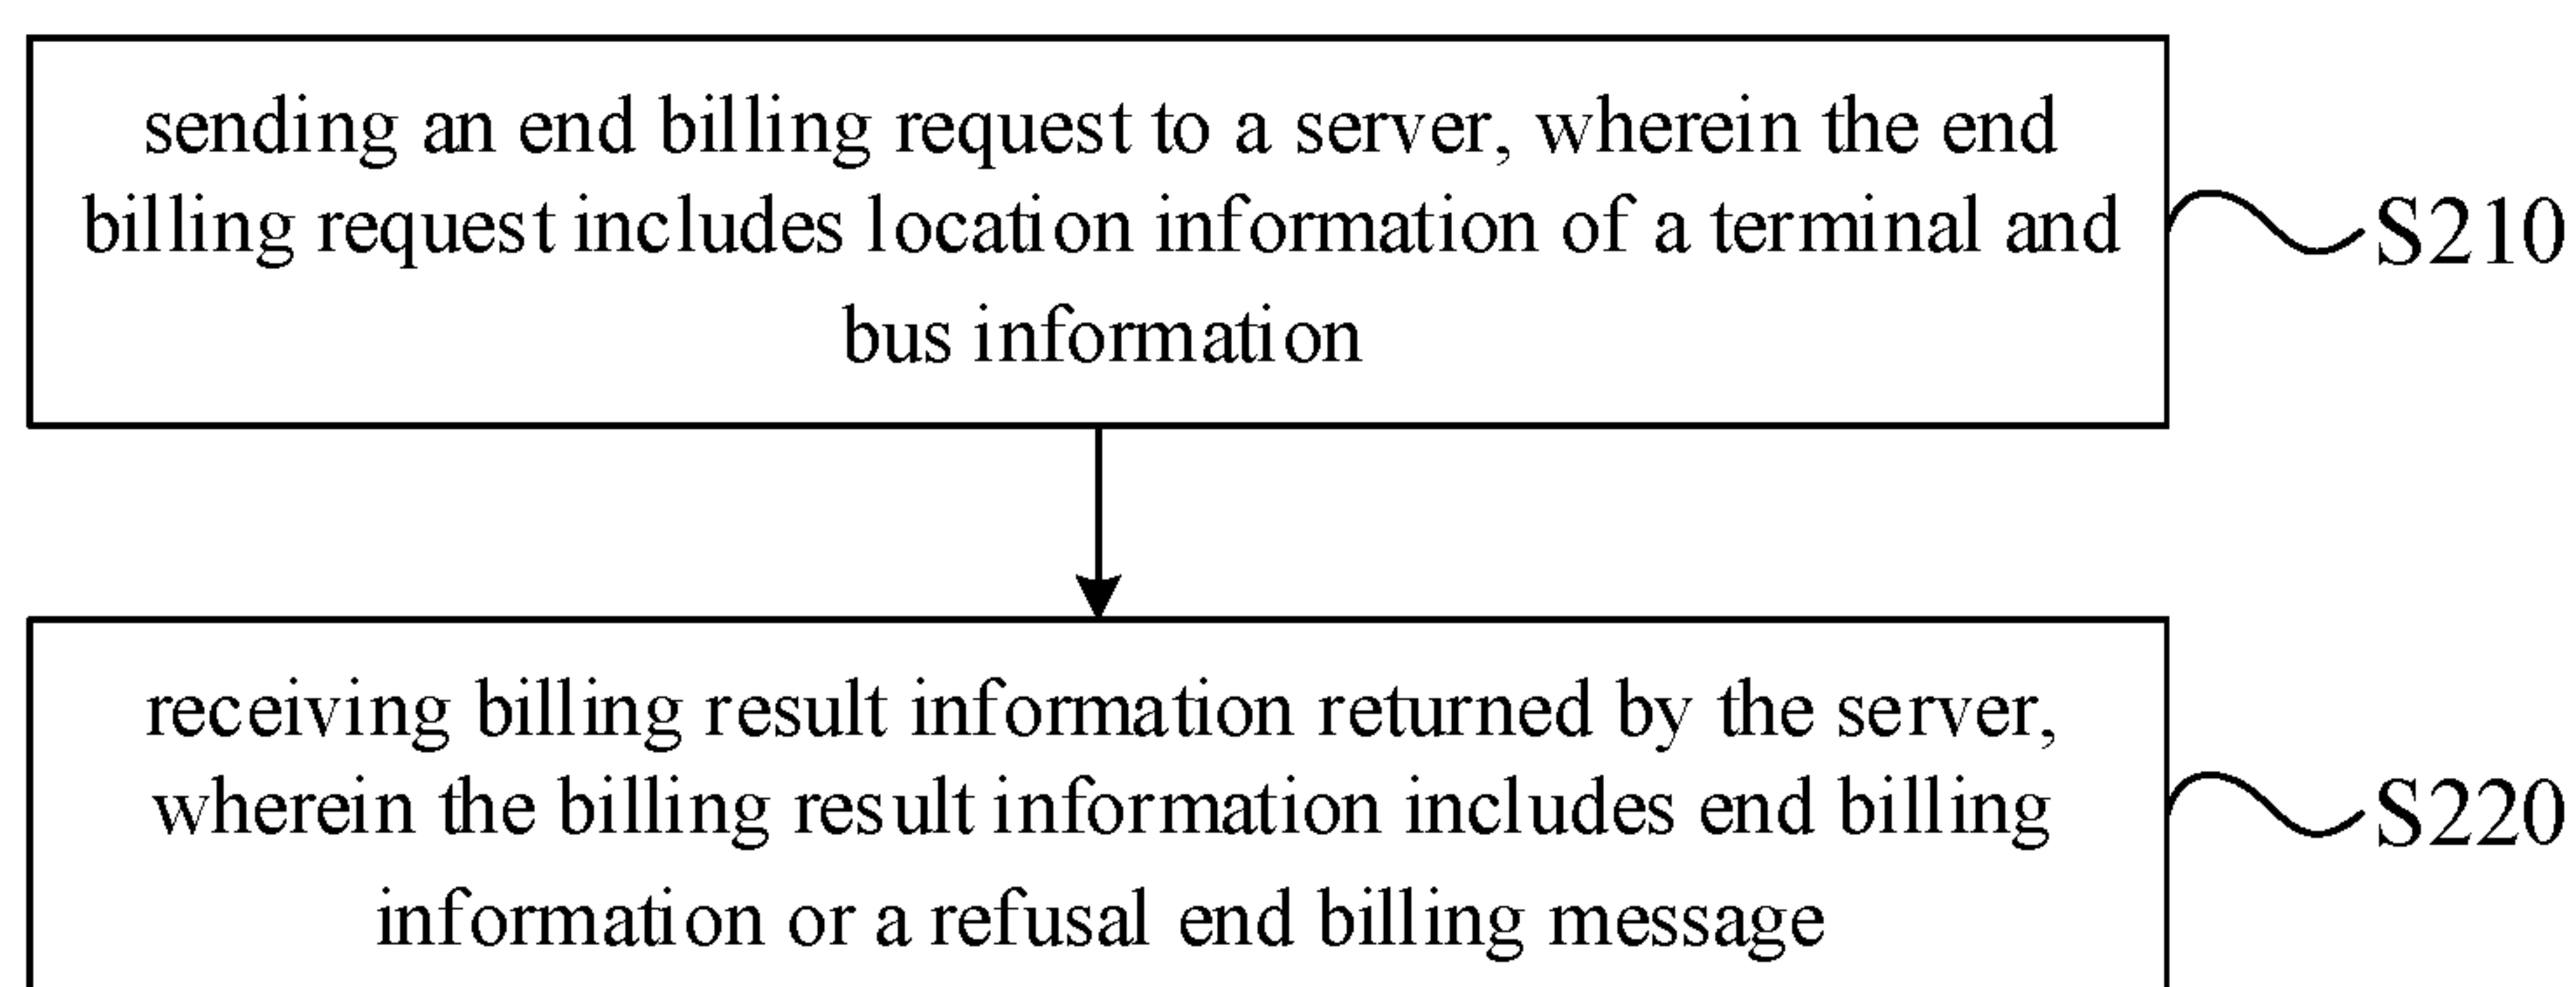 sending an end billing request to a server, wherein the end
billing request includes location information of a terminal and
bus information
S210
receiving billing result information returned by the server,
wherein the billing result information includes end billing
information or a refusal end billing message
S220